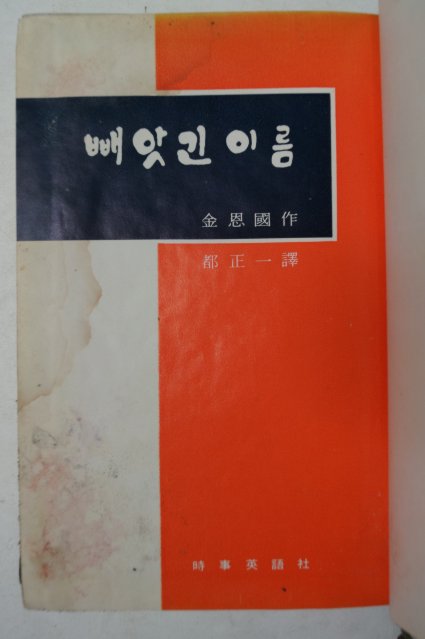 빼앗긴 이름
金恩國作
都正一譯
時事英語社